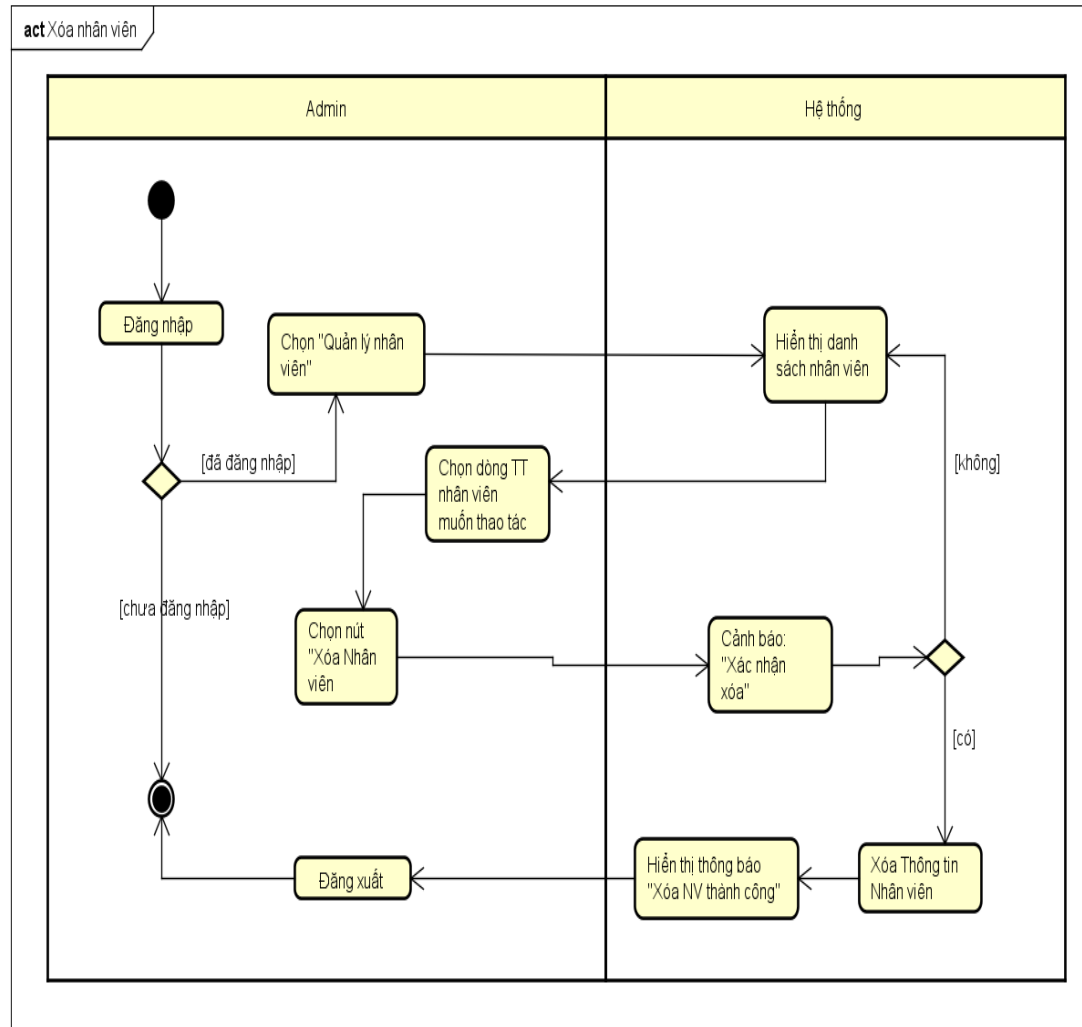 act Xóa nhân viên
Admin
Hệ thống
Đăng nhập
Chọn "Quản lý nhân
viên"
Hiển thị danh
sách nhân viên
[đã đăng nhập]
Chọn dòng TT
nhân viên
muốn thao tác
[không]
[chưa đăng nhập]
Chọn nút
"Xóa Nhân
viên
Cảnh báo:
"Xác nhận
xóa"
[có]
Đăng xuất
Hiển thị thông báo
"Xóa NV thành công"
Xóa Thông tin
Nhân viên